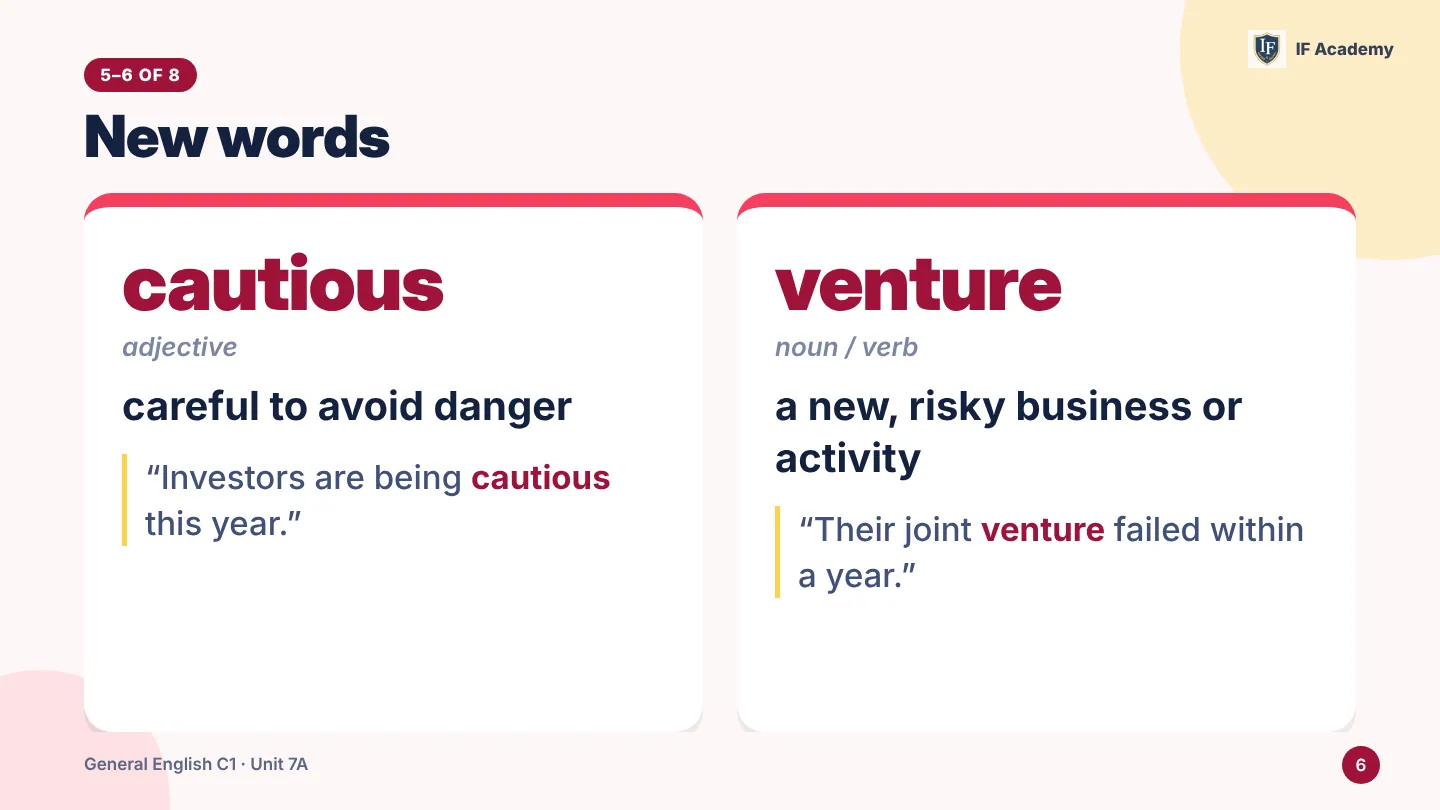 IF
IF Academy
5–6 OF 8
New words
cautious
adjective
careful to avoid danger
“Investors are being cautious
this year.”
venture
noun / verb
a new, risky business or
activity
“Their joint venture failed within
a year.”
General English C1 · Unit 7A
6